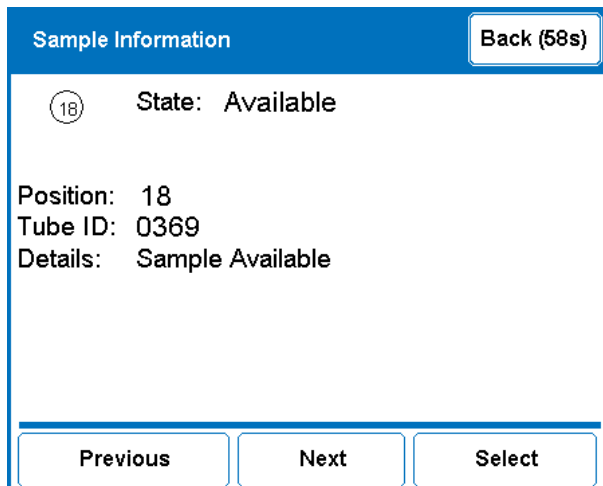 Sample Information
Back (58s)
18
State: Available
Position: 18
Tube ID: 0369
Details: Sample Available
Previous
Next
Select